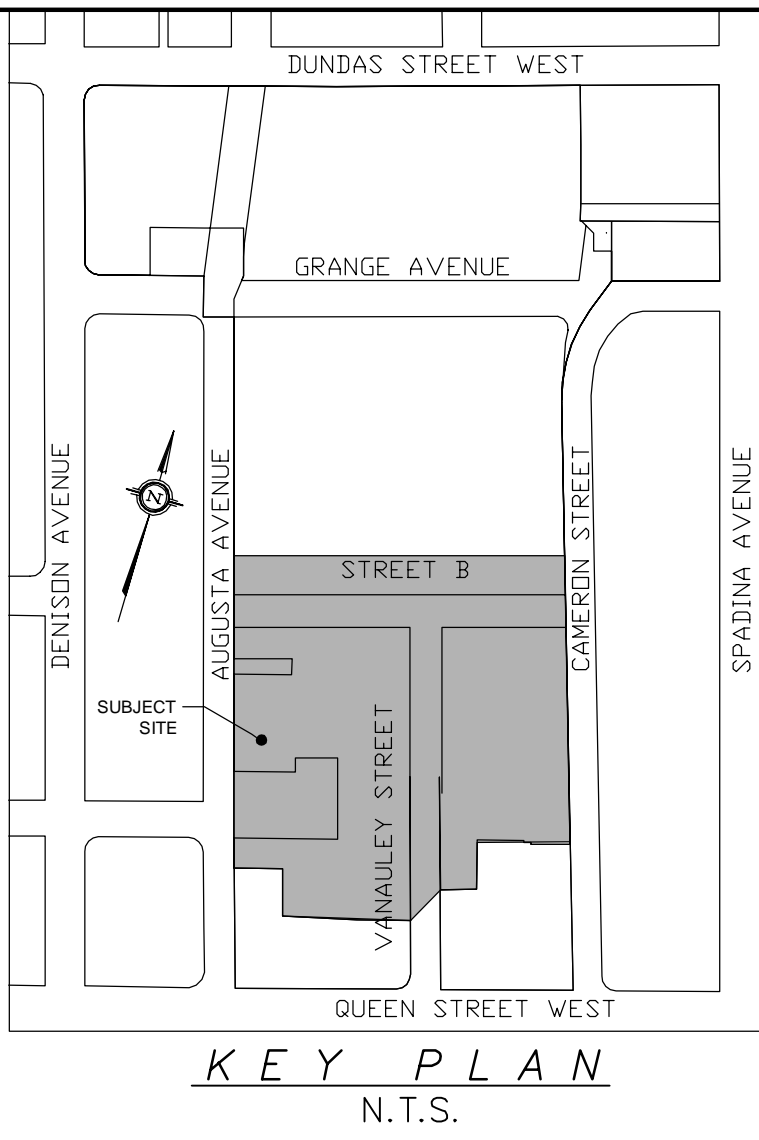 DUNDAS STREET WEST
GRANGE AVENUE
DENISON AVENUE
N
AUGUSTA AVENUE
STREET B
CAMERON STREET
SPADINA AVENUE
SUBJECT
SITE
VANAULEY STREET
QUEEN STREET WEST
KEY PLAN
N.T.S.